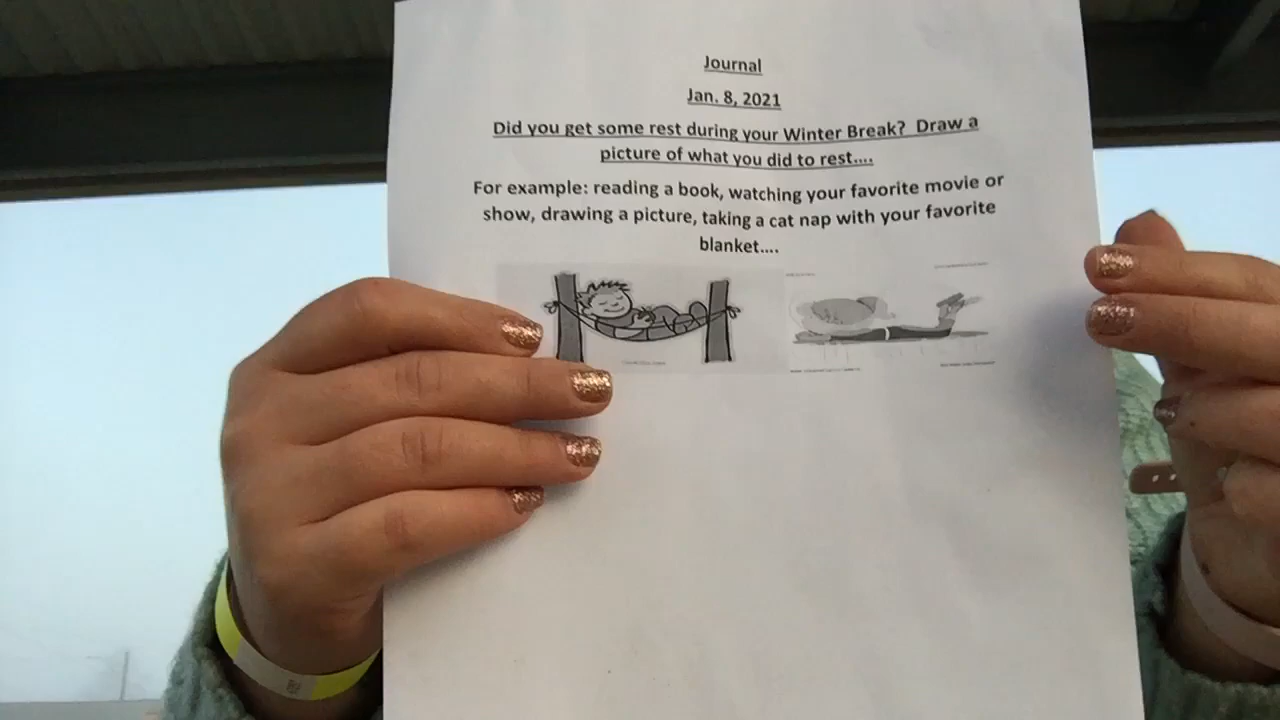 Journal
Jan. 8, 2021
Did you get some rest during your Winter Break? Draw a
picture of what you did to rest....
For example: reading a book, watching your favorite movie or
show, drawing a picture, taking a cat nap with your favorite
blanket....